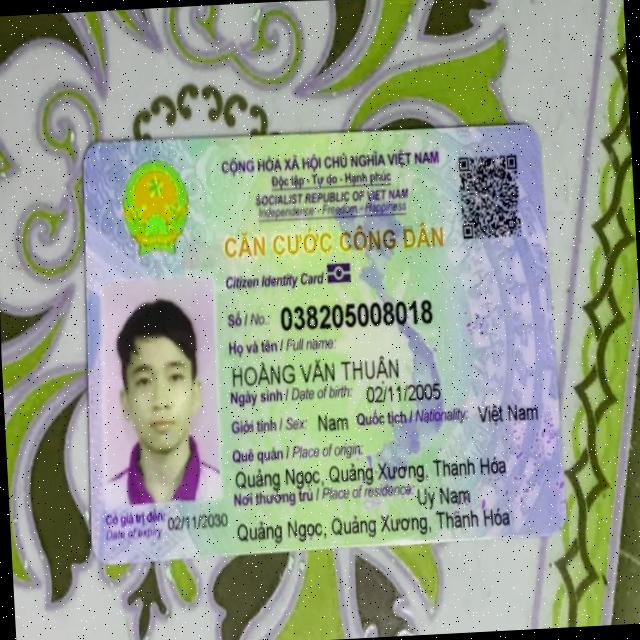 CỘNG HÒA XÃ HỘI CHỦ NGHĨA VIỆT NAM
Độc lập - Tự do - Hạnh phúc
SOCIALIST REPUBLIC OF VIET NAM
Independence - Freedom - Happiness
CĂN CƯỚC CÔNG DÂN
Citizen Identity Card
Số / No.: 038205008018
Họ và tên / Full name:
HOÀNG VĂN THUẬN
Ngày sinh / Date of birth: 02/11/2005
Giới tính / Sex: Nam Quốc tịch / Nationality: Việt Nam
Quê quán / Place of origin:
Quảng Ngọc, Quảng Xương, Thanh Hóa
Nơi thường trú / Place of residence: Uy Nam
Quảng Ngọc, Quảng Xương, Thanh Hóa
Có giá trị đến: 02/11/2030
Date of expiry